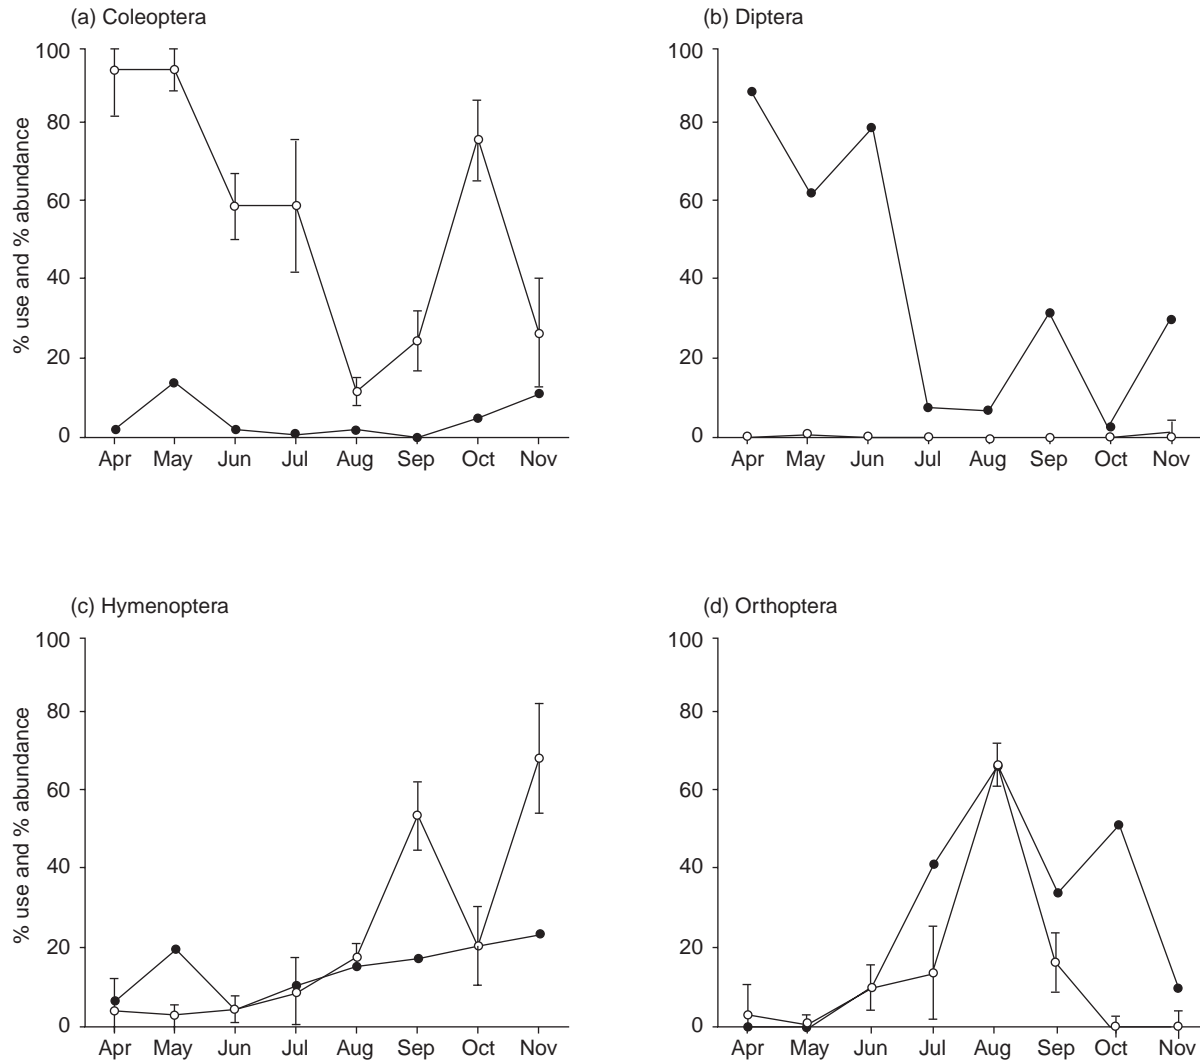 (a) Coleoptera
100
80
60
40
20
0
% use and % abundance
Apr May Jun Jul Aug Sep Oct Nov
(b) Diptera
100
80
60
40
20
0
Apr May Jun Jul Aug Sep Oct Nov
(c) Hymenoptera
100
80
60
40
20
0
% use and % abundance
Apr May Jun Jul Aug Sep Oct Nov
(d) Orthoptera
100
80
60
40
20
0
Apr May Jun Jul Aug Sep Oct Nov